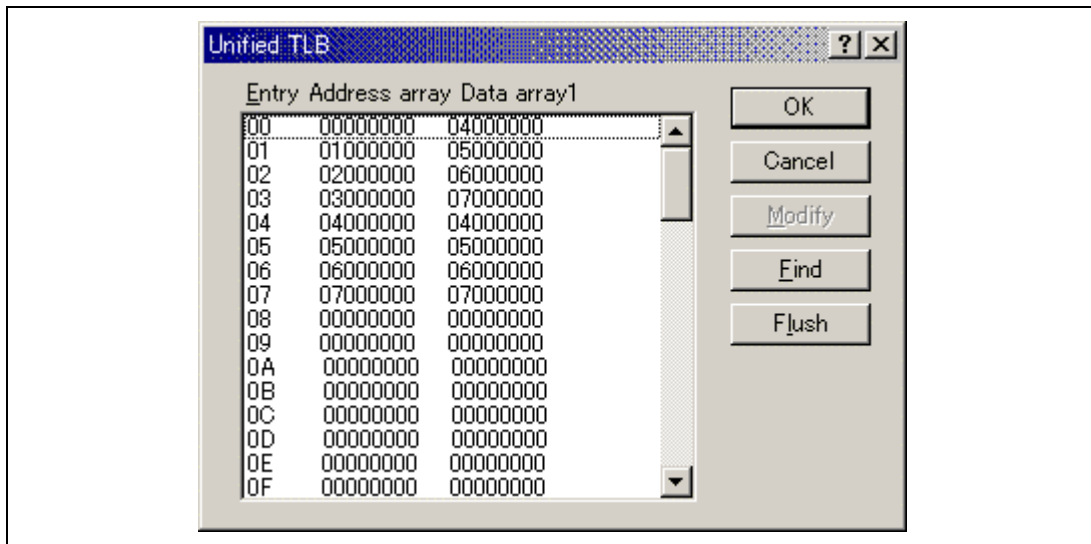 Unified TLB
Entry Address array Data array1
00 00000000 04000000
01 01000000 05000000
02 02000000 06000000
03 03000000 07000000
04 04000000 04000000
05 05000000 05000000
06 06000000 06000000
07 07000000 07000000
08 00000000 00000000
09 00000000 00000000
0A 00000000 00000000
0B 00000000 00000000
0C 00000000 00000000
0D 00000000 00000000
0E 00000000 00000000
0F 00000000 00000000
OK
Cancel
Modify
Find
Flush